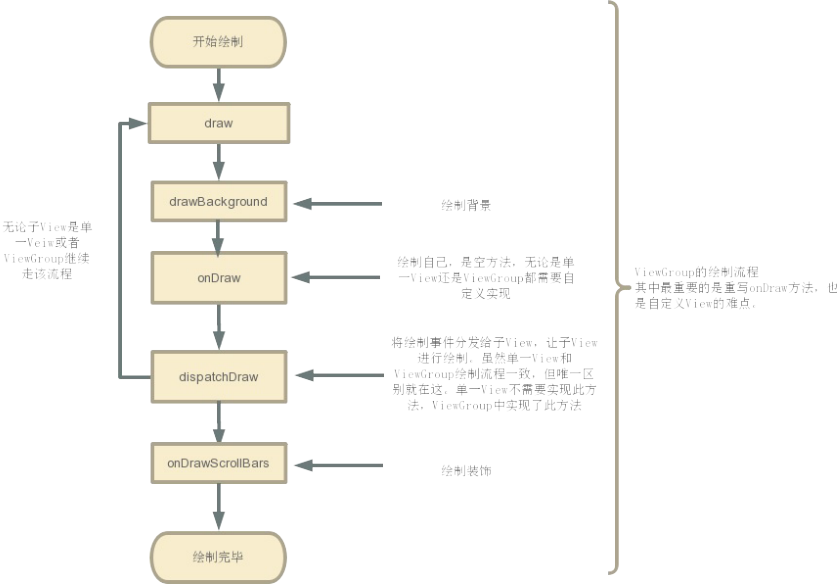 开始绘制
draw
drawBackground
绘制背景
无论子View是单
一Veiw或者
ViewGroup继续
走该流程
onDraw
绘制自己, 是空方法, 无论是单
一View还是ViewGroup都需要自
定义实现
dispatchDraw
将绘制事件分发给子View, 让子View
进行绘制. 虽然单一View和
ViewGroup绘制流程一致, 但唯一区
别就在这, 单一View不需要实现此方
法, ViewGroup中实现了此方法
onDrawScrollBars
绘制装饰
绘制完毕
ViewGroup的绘制流程
其中最重要的是重写onDraw方法, 也
是自定义View的难点.